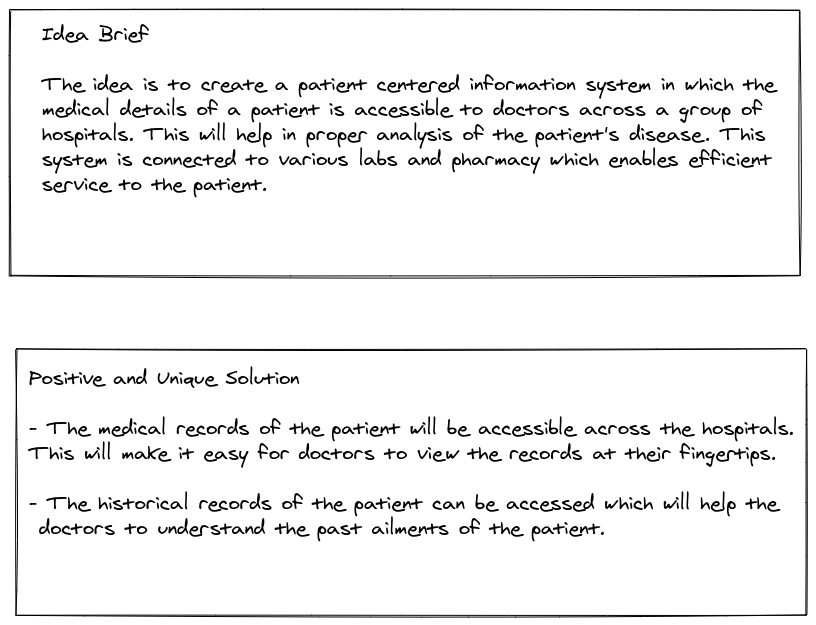 Idea Brief
The idea is to create a patient centered information system in which the
medical details of a patient is accessible to doctors across a group of
hospitals. This will help in proper analysis of the patient's disease. This
system is connected to various labs and pharmacy which enables efficient
service to the patient.
Positive and Unique Solution
- The medical records of the patient will be accessible across the hospitals.
This will make it easy for doctors to view the records at their fingertips.
- The historical records of the patient can be accessed which will help the
doctors to understand the past ailments of the patient.